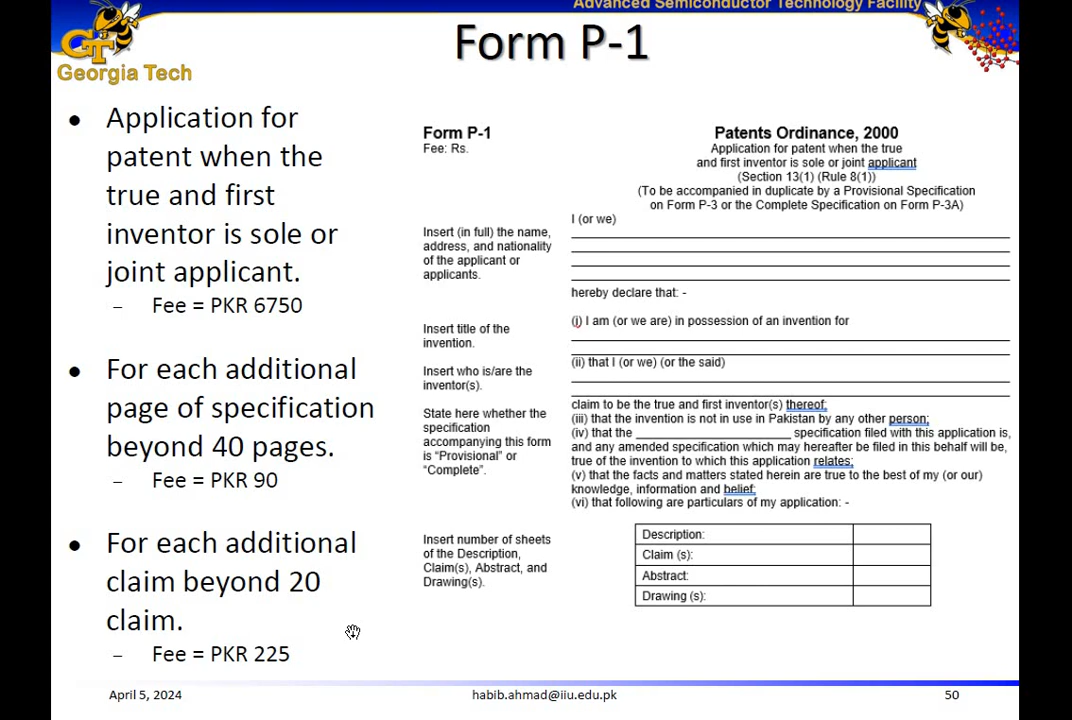 Advanced Semiconductor Technology Facility
GT
Georgia Tech
Form P-1
● Application for
patent when the
true and first
inventor is sole or
joint applicant.
– Fee = PKR 6750
● For each additional
page of specification
beyond 40 pages.
– Fee = PKR 90
● For each additional
claim beyond 20
claim.
– Fee = PKR 225
Form P-1
Fee: Rs.
Patents Ordinance, 2000
Application for patent when the true
and first inventor is sole or joint applicant
(Section 13(1) (Rule 8(1))
(To be accompanied in duplicate by a Provisional Specification
on Form P-3 or the Complete Specification on Form P-3A)
I (or we)
Insert (in full) the name,
address, and nationality
of the applicant or
applicants.
hereby declare that: -
(i) I am (or we are) in possession of an invention for
Insert title of the
invention.
(ii) that I (or we) (or the said)
Insert who is/are the
inventor(s).
claim to be the true and first inventor(s) thereof;
(iii) that the invention is not in use in Pakistan by any other person;
State here whether the
specification
accompanying this form
is “Provisional” or
“Complete”.
(iv) that the ______________________ specification filed with this application is,
and any amended specification which may hereafter be filed in this behalf will be,
true of the invention to which this application relates;
(v) that the facts and matters stated herein are true to the best of my (or our)
knowledge, information and belief;
(vi) that following are particulars of my application: -
Insert number of sheets
of the Description,
Claim(s), Abstract, and
Drawing(s).
Description:
Claim (s):
Abstract:
Drawing (s):
April 5, 2024
habib.ahmad@iiu.edu.pk
50